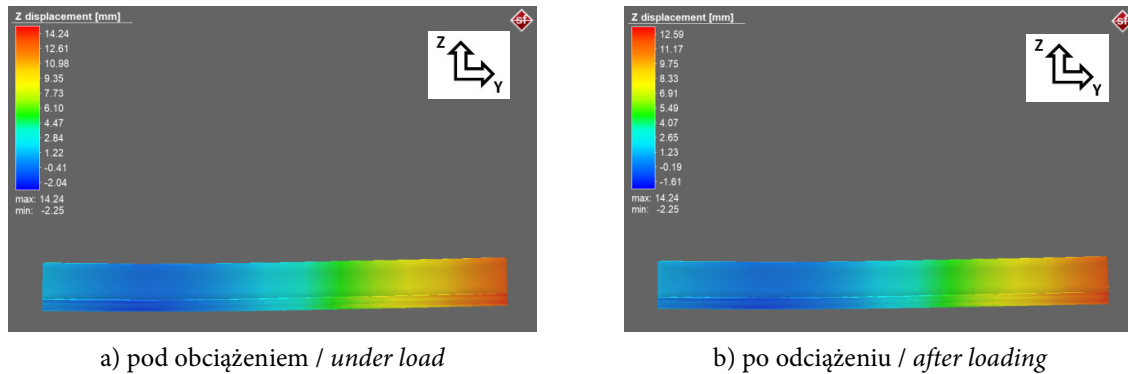 Z displacement [mm]
14.24
12.61
10.98
9.35
7.73
6.10
4.47
2.84
1.22
-0.41
-2.04
max: 14.24
min: -2.25
sf
Z
Y
a) pod obciążeniem / under load
Z displacement [mm]
12.59
11.17
9.75
8.33
6.91
5.49
4.07
2.65
1.23
-0.19
-1.61
max: 14.24
min: -2.25
sf
Z
Y
b) po odciążeniu / after loading